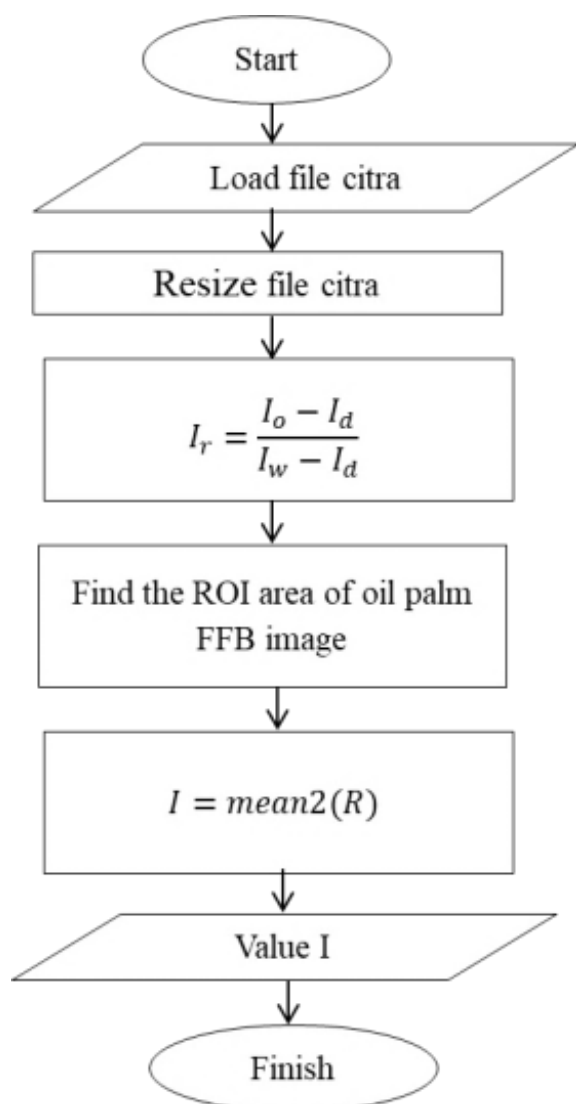 Start
Load file citra
Resize file citra
I_r = \frac{I_o - I_d}{I_w - I_d}
Find the ROI area of oil palm
FFB image
I = mean2(R)
Value I
Finish